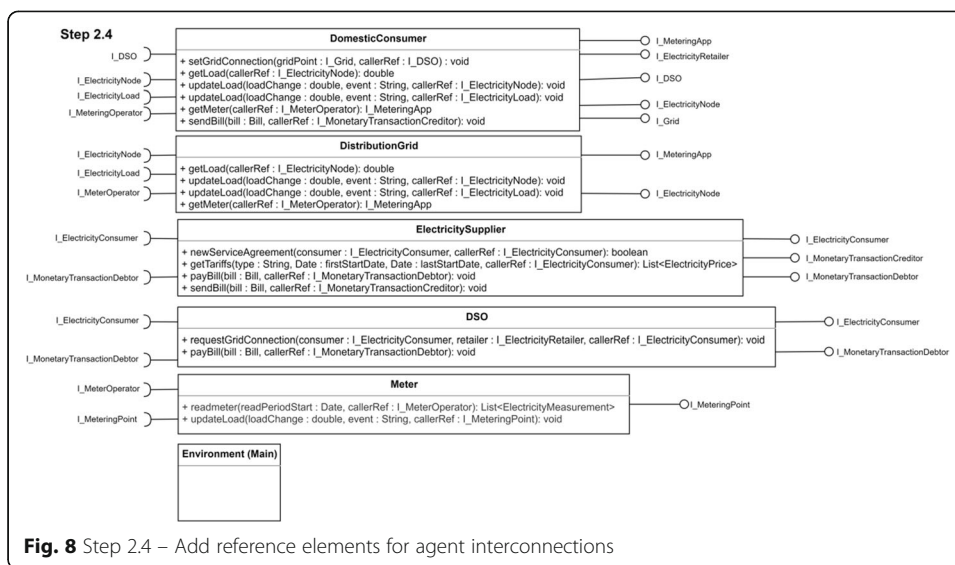 Step 2.4
I_DSO
I_ElectricityNode
I_ElectricityLoad
I_MeteringOperator
DomesticConsumer
+ setGridConnection(gridPoint : I_Grid, callerRef : I_DSO) : void
+ getLoad(callerRef : I_ElectricityNode): double
+ updateLoad(loadChange : double, event : String, callerRef : I_ElectricityNode): void
+ updateLoad(loadChange : double, event : String, callerRef : I_ElectricityLoad): void
+ getMeter(callerRef : I_MeterOperator): I_MeteringApp
+ sendBill(bill : Bill, callerRef : I_MonetaryTransactionCreditor): void
I_MeteringApp
I_ElectricityRetailer
I_DSO
I_ElectricityNode
I_Grid
I_ElectricityNode
I_ElectricityLoad
I_MeterOperator
DistributionGrid
+ getLoad(callerRef : I_ElectricityNode): double
+ updateLoad(loadChange : double, event : String, callerRef : I_ElectricityNode): void
+ updateLoad(loadChange : double, event : String, callerRef : I_ElectricityLoad): void
+ getMeter(callerRef : I_MeterOperator): I_MeteringApp
I_MeteringApp
I_ElectricityNode
I_ElectricityConsumer
I_MonetaryTransactionDebtor
ElectricitySupplier
+ newServiceAgreement(consumer : I_ElectricityConsumer, callerRef : I_ElectricityConsumer): boolean
+ getTariffs(type : String, Date : firstStartDate, Date : lastStartDate, callerRef : I_ElectricityConsumer): List<ElectricityPrice>
+ payBill(bill : Bill, callerRef : I_MonetaryTransactionDebtor): void
+ sendBill(bill : Bill, callerRef : I_MonetaryTransactionCreditor): void
I_ElectricityConsumer
I_MonetaryTransactionCreditor
I_MonetaryTransactionDebtor
I_ElectricityConsumer
I_MonetaryTransactionDebtor
DSO
+ requestGridConnection(consumer : I_ElectricityConsumer, retailer : I_ElectricityRetailer, callerRef : I_ElectricityConsumer): void
+ payBill(bill : Bill, callerRef : I_MonetaryTransactionDebtor): void
I_ElectricityConsumer
I_MonetaryTransactionDebtor
I_MeterOperator
I_MeteringPoint
Meter
+ readmeter(readPeriodStart : Date, callerRef : I_MeterOperator): List<ElectricityMeasurement>
+ updateLoad(loadChange : double, event : String, callerRef : I_MeteringPoint): void
I_MeteringPoint
Environment (Main)
Fig. 8 Step 2.4 – Add reference elements for agent interconnections